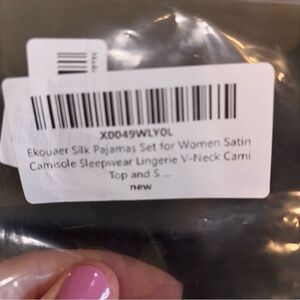 X0049WLY0L
Ekouaer Silk Pajamas Set for Women Satin
Camisole Sleepwear Lingerie V-Neck Cami
Top and S ...
new